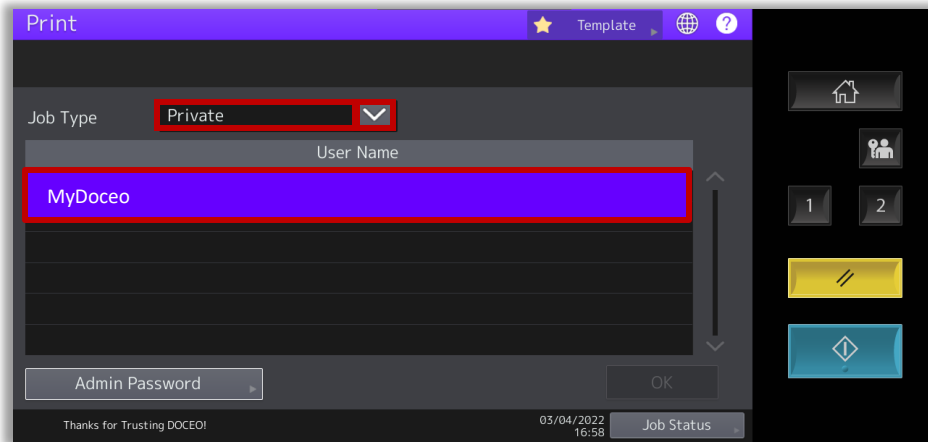 Print
Template
?
Job Type
Private
User Name
MyDoceo
1
2
Admin Password
OK
Thanks for Trusting DOCEO!
03/04/2022
16:58
Job Status